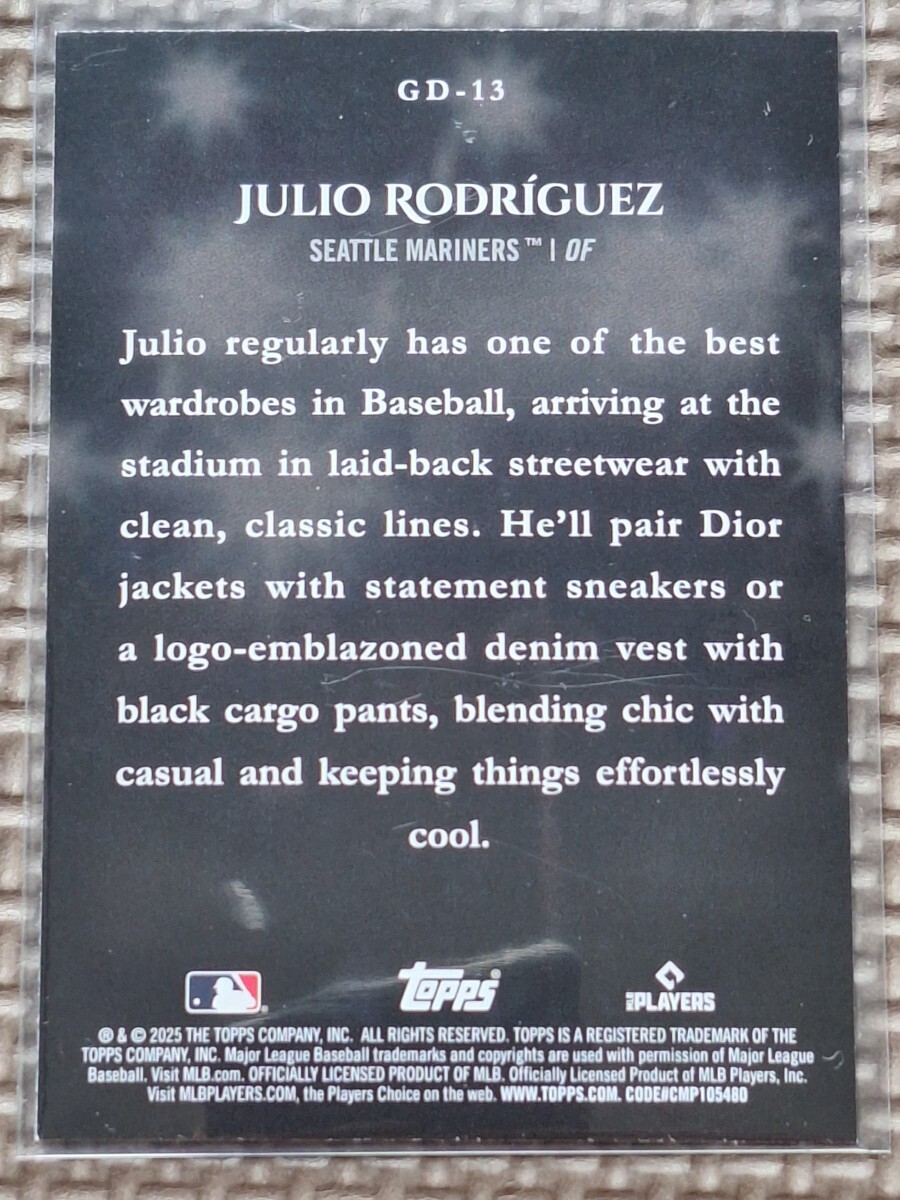 GD-13
JULIO RODRÍGUEZ
SEATTLE MARINERS™ | OF
Julio regularly has one of the best
wardrobes in Baseball, arriving at the
stadium in laid-back streetwear with
clean, classic lines. He'll pair Dior
jackets with statement sneakers or
a logo-emblazoned denim vest with
black cargo pants, blending chic with
casual and keeping things effortlessly
cool.
topps
MLB PLAYERS
® & © 2025 THE TOPPS COMPANY, INC. ALL RIGHTS RESERVED. TOPPS IS A REGISTERED TRADEMARK OF THE
TOPPS COMPANY, INC. Major League Baseball trademarks and copyrights are used with permission of Major League
Baseball. Visit MLB.com. OFFICIALLY LICENSED PRODUCT OF MLB. Officially Licensed Product of MLB Players, Inc.
Visit MLBPLAYERS.COM, the Players Choice on the web. WWW.TOPPS.COM. CODE#CMP105480